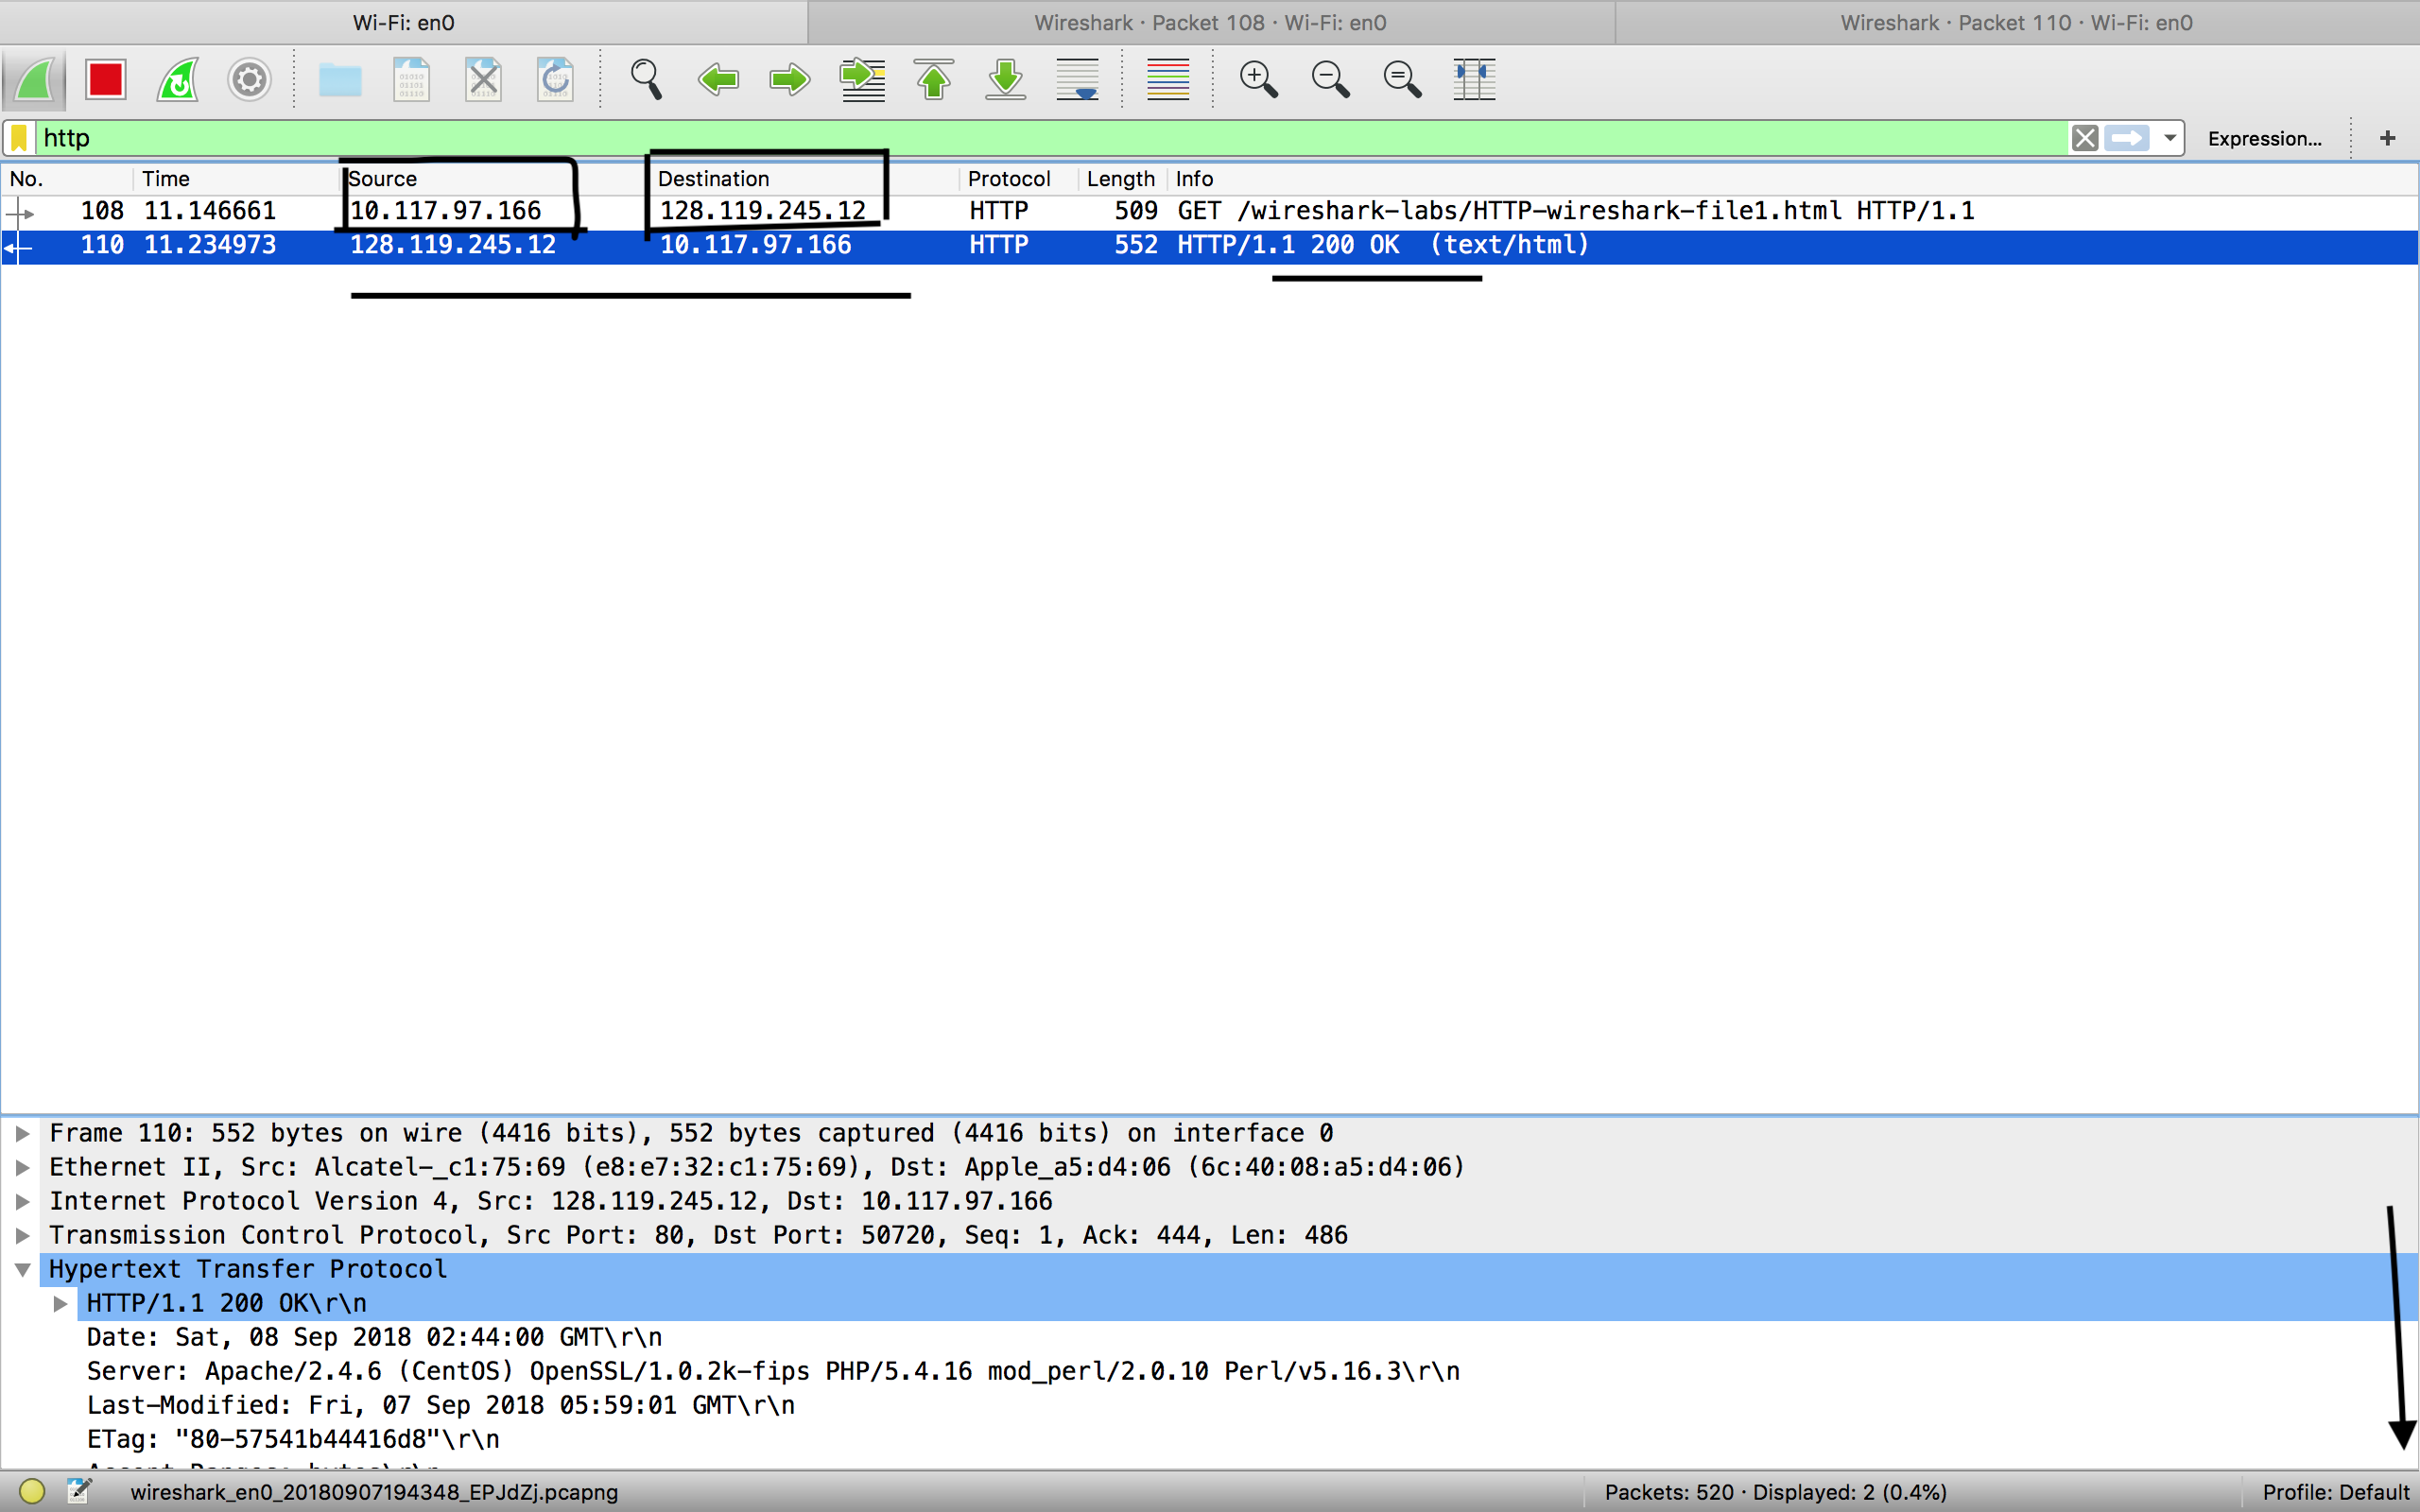 Wi-Fi: en0 Wireshark · Packet 108 · Wi-Fi: en0 Wireshark · Packet 110 · Wi-Fi: en0
http Expression... +
No. Time Source Destination Protocol Length Info
108 11.146661 10.117.97.166 128.119.245.12 HTTP 509 GET /wireshark-labs/HTTP-wireshark-file1.html HTTP/1.1
110 11.234973 128.119.245.12 10.117.97.166 HTTP 552 HTTP/1.1 200 OK (text/html)
Frame 110: 552 bytes on wire (4416 bits), 552 bytes captured (4416 bits) on interface 0
Ethernet II, Src: Alcatel-_c1:75:69 (e8:e7:32:c1:75:69), Dst: Apple_a5:d4:06 (6c:40:08:a5:d4:06)
Internet Protocol Version 4, Src: 128.119.245.12, Dst: 10.117.97.166
Transmission Control Protocol, Src Port: 80, Dst Port: 50720, Seq: 1, Ack: 444, Len: 486
Hypertext Transfer Protocol
HTTP/1.1 200 OK\r\n
Date: Sat, 08 Sep 2018 02:44:00 GMT\r\n
Server: Apache/2.4.6 (CentOS) OpenSSL/1.0.2k-fips PHP/5.4.16 mod_perl/2.0.10 Perl/v5.16.3\r\n
Last-Modified: Fri, 07 Sep 2018 05:59:01 GMT\r\n
ETag: "80-57541b44416d8"\r\n
wireshark_en0_20180907194348_EPJdZj.pcapng Packets: 520 · Displayed: 2 (0.4%) Profile: Default